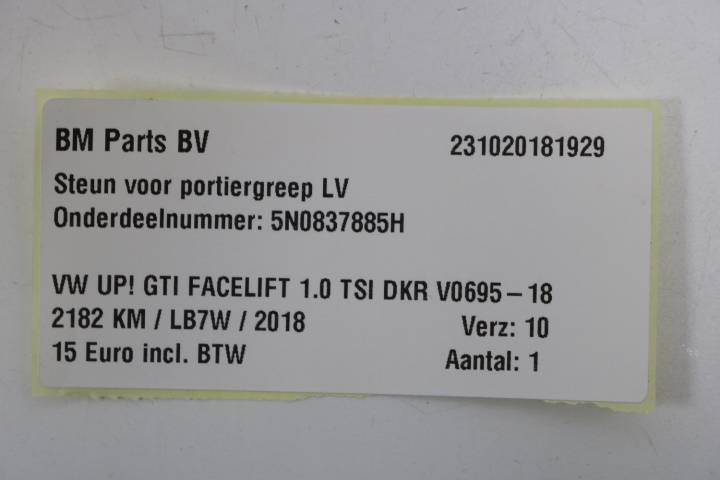 BM Parts BV 231020181929
Steun voor portiergreep LV
Onderdeelnummer: 5N0837885H
VW UP! GTI FACELIFT 1.0 TSI DKR V0695 – 18
2182 KM / LB7W / 2018 Verz: 10
15 Euro incl. BTW Aantal: 1